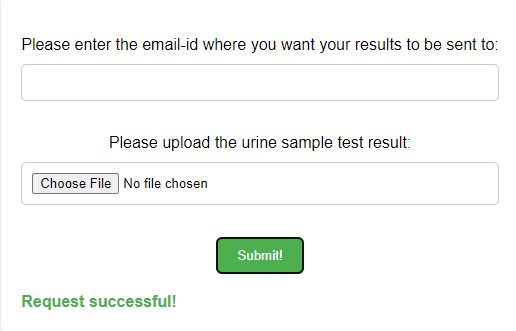 Please enter the email-id where you want your results to be sent to:
Please upload the urine sample test result:
Choose File No file chosen
Submit!
Request successful!